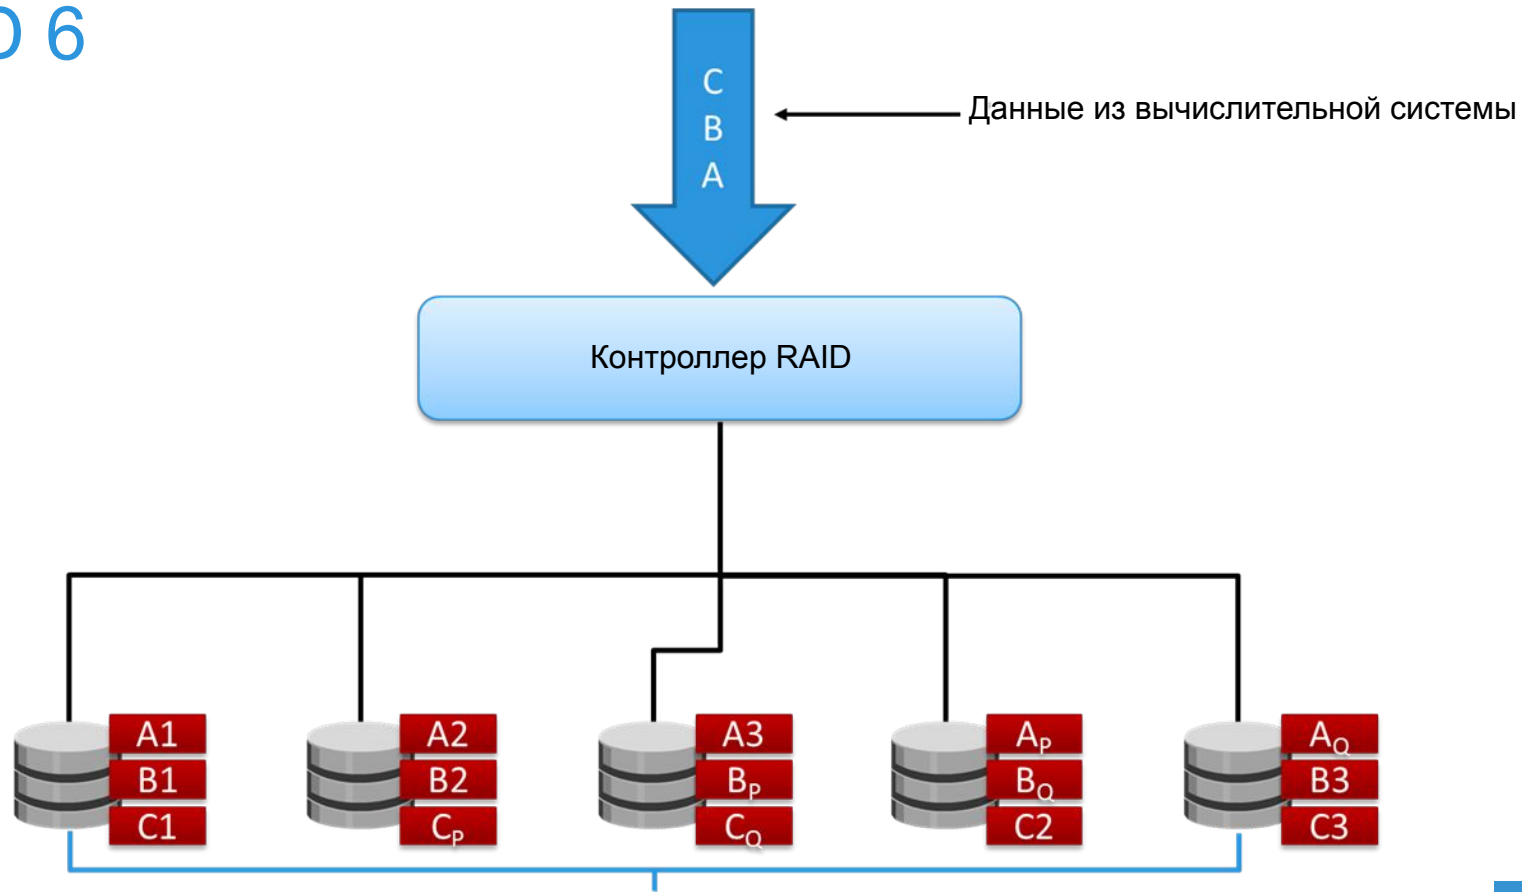 D 6
C
B
A
Данные из вычислительной системы
Контроллер RAID
A1 A2 A3 AP AQ
B1 B2 BP BQ B3
C1 CP CQ C2 C3